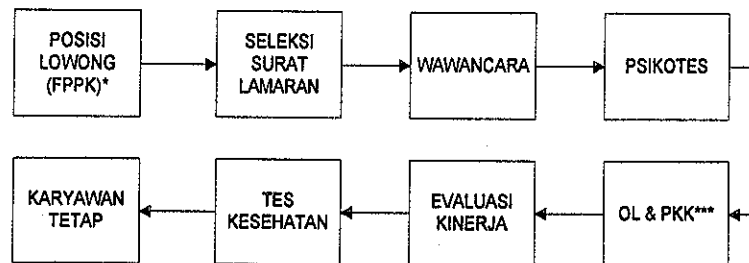 POSISI
LOWONG
(FPPK)*
SELEKSI
SURAT
LAMARAN
WAWANCARA
PSIKOTES
KARYAWAN
TETAP
TES
KESEHATAN
EVALUASI
KINERJA
OL & PKK***